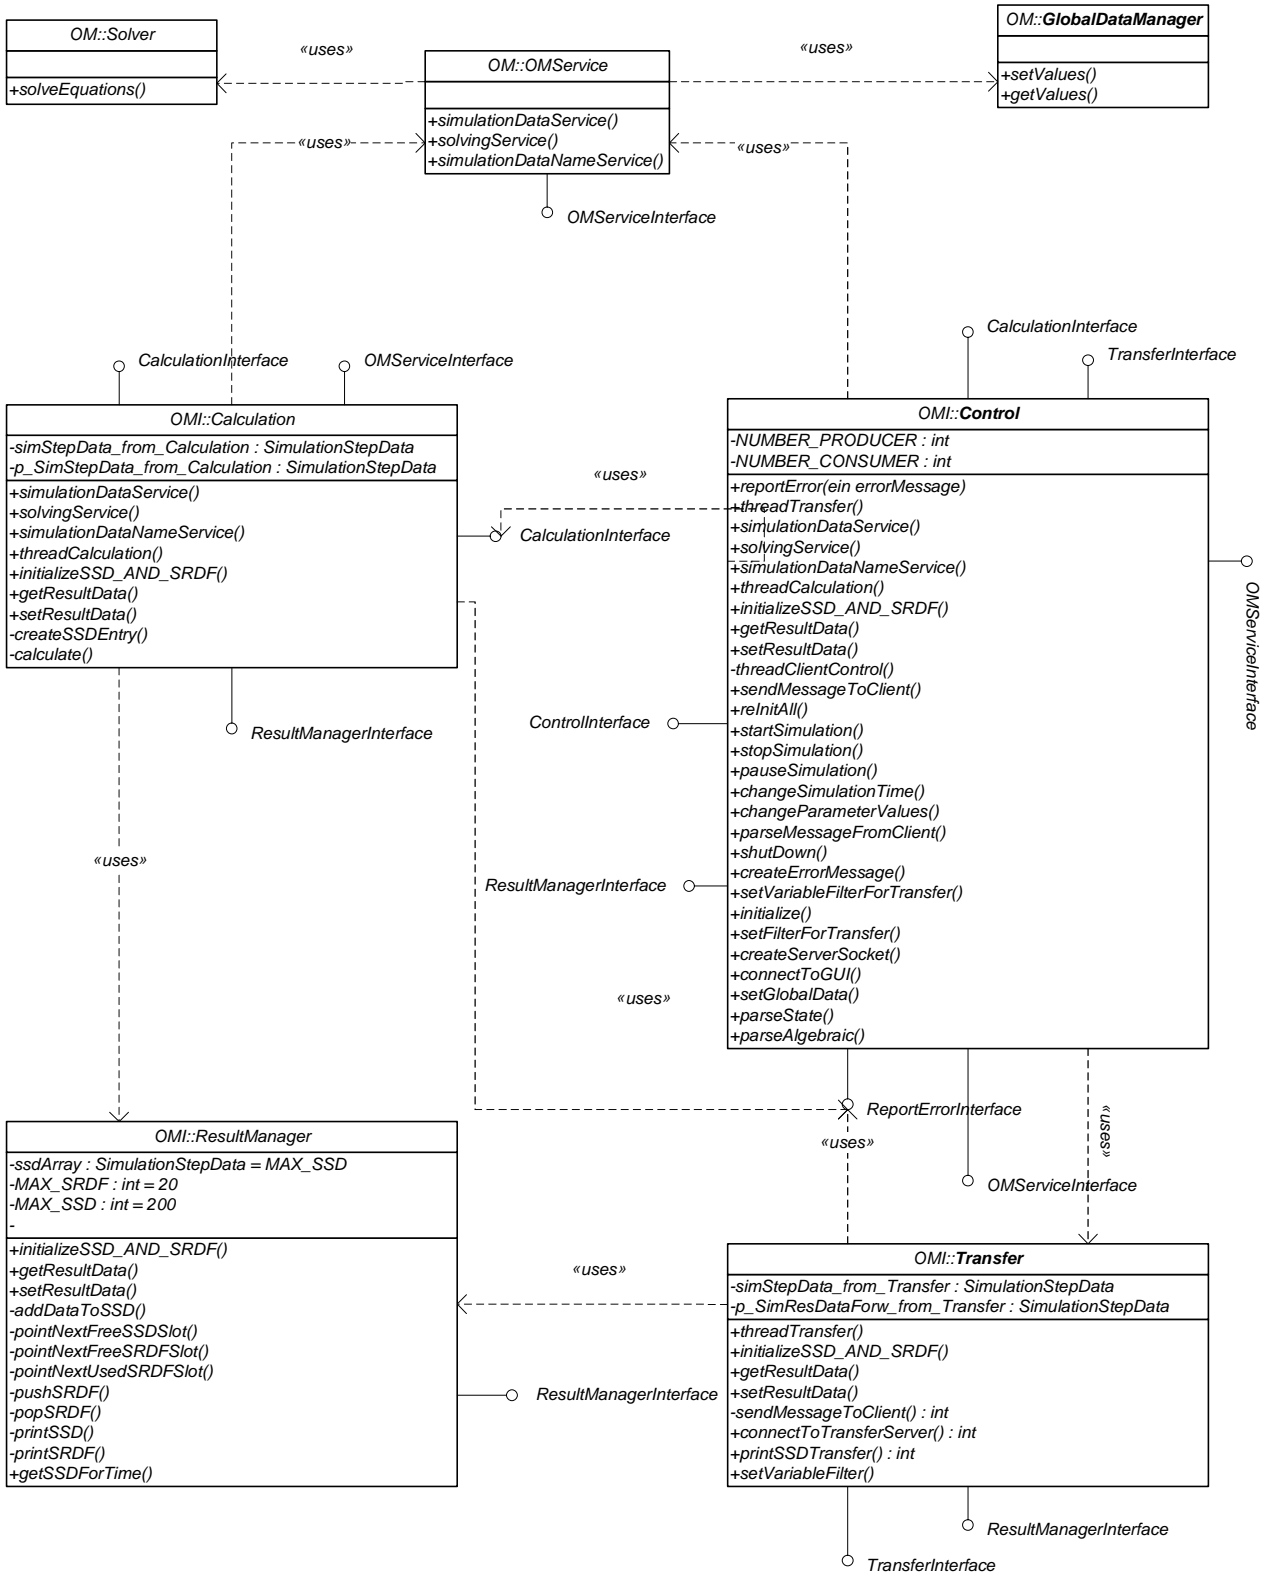 OM::Solver
+solveEquations()
«uses»
OM::OMService
+simulationDataService()
+solvingService()
+simulationDataNameService()
«uses»
OM::GlobalDataManager
+setValues()
+getValues()
«uses»
«uses»
OMServiceInterface
CalculationInterface
OMServiceInterface
CalculationInterface
TransferInterface
OMI::Calculation
-simStepData_from_Calculation : SimulationStepData
-p_SimStepData_from_Calculation : SimulationStepData
+simulationDataService()
+solvingService()
+simulationDataNameService()
+threadCalculation()
+initializeSSD_AND_SRDF()
+getResultData()
+setResultData()
-createSSDEntry()
-calculate()
«uses»
CalculationInterface
ResultManagerInterface
OMI::Control
-NUMBER_PRODUCER : int
-NUMBER_CONSUMER : int
+reportError(ein errorMessage)
+threadTransfer()
+simulationDataService()
+solvingService()
+simulationDataNameService()
+threadCalculation()
+initializeSSD_AND_SRDF()
+getResultData()
+setResultData()
-threadClientControl()
+sendMessageToClient()
+reInitAll()
+startSimulation()
+stopSimulation()
+pauseSimulation()
+changeSimulationTime()
+changeParameterValues()
+parseMessageFromClient()
+shutDown()
+createErrorMessage()
+setVariableFilterForTransfer()
+initialize()
+setFilterForTransfer()
+createServerSocket()
+connectToGUI()
+setGlobalData()
+parseState()
+parseAlgebraic()
OMServiceInterface
ControlInterface
ResultManagerInterface
«uses»
«uses»
ReportErrorInterface
«uses»
«uses»
OMServiceInterface
OMI::ResultManager
-ssdArray : SimulationStepData = MAX_SSD
-MAX_SRDF : int = 20
-MAX_SSD : int = 200
-
+initializeSSD_AND_SRDF()
+getResultData()
+setResultData()
-addDataToSSD()
-pointNextFreeSSDSlot()
-pointNextFreeSRDFSlot()
-pointNextUsedSRDFSlot()
-pushSRDF()
-popSRDF()
-printSSD()
-printSRDF()
+getSSDForTime()
«uses»
ResultManagerInterface
OMI::Transfer
-simStepData_from_Transfer : SimulationStepData
-p_SimResDataForw_from_Transfer : SimulationStepData
+threadTransfer()
+initializeSSD_AND_SRDF()
+getResultData()
+setResultData()
-sendMessageToClient() : int
+connectToTransferServer() : int
+printSSDTransfer() : int
+setVariableFilter()
ResultManagerInterface
TransferInterface